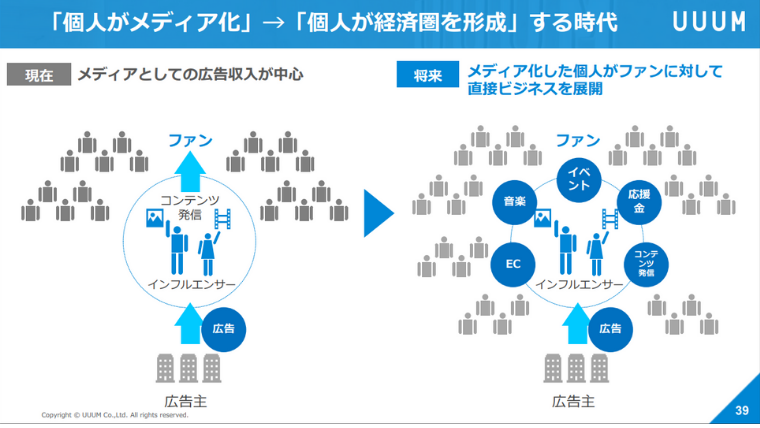 「個人がメディア化」→「個人が経済圏を形成」する時代
UUUM
現在
メディアとしての広告収入が中心
将来
メディア化した個人がファンに対して
直接ビジネスを展開
ファン
コンテンツ
発信
インフルエンサー
広告
広告主
ファン
イベ
ント
音楽
応援
金
EC
コンテ
ンツ
発信
インフルエンサー
広告
広告主
Copyright © UUUM Co.,Ltd. All rights reserved.
39